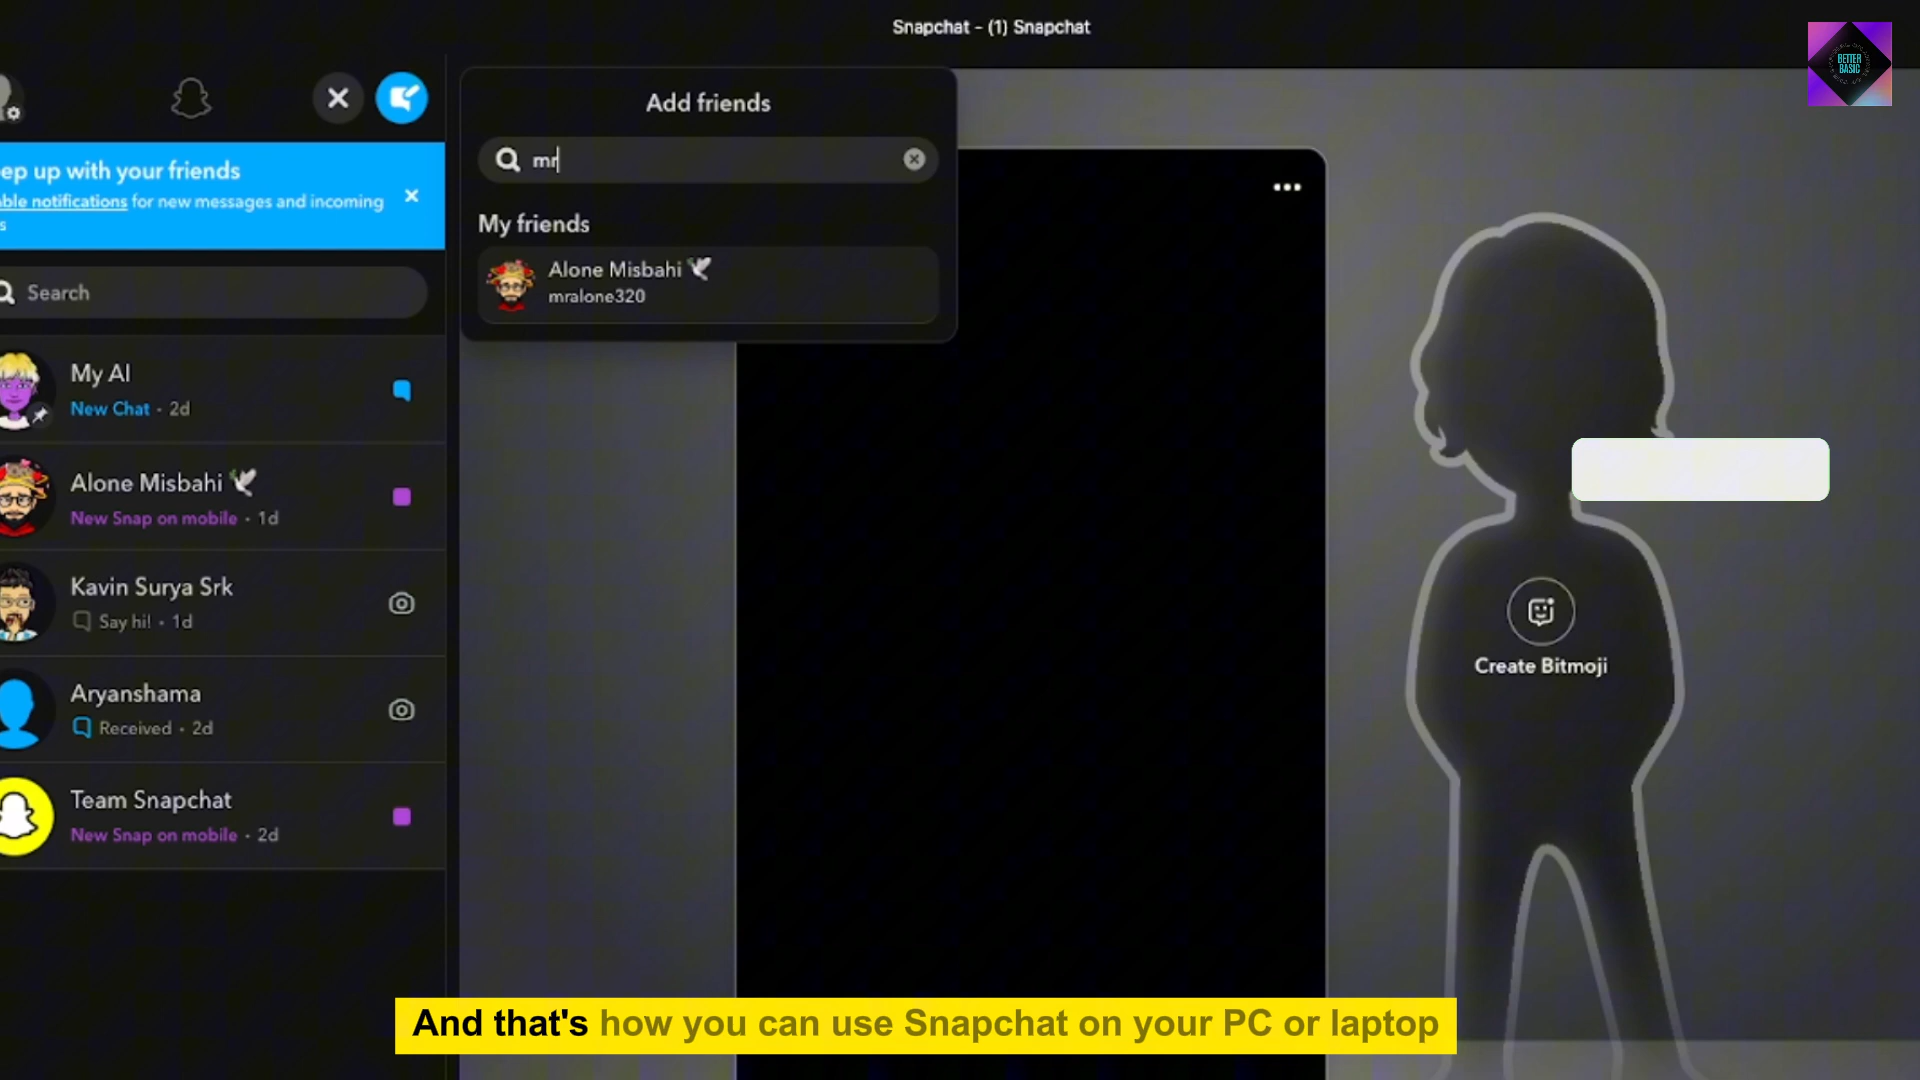 Snapchat - (1) Snapchat
BETTER
BASIC
Add friends
mr
ep up with your friends
ble notifications for new messages and incoming
s
My friends
Alone Misbahi 🕊
mralone320
Search
My AI
New Chat · 2d
Alone Misbahi 🕊
New Snap on mobile · 1d
Kavin Surya Srk
Say hi! · 1d
Aryanshama
Received · 2d
Team Snapchat
New Snap on mobile · 2d
Create Bitmoji
And that's how you can use Snapchat on your PC or laptop